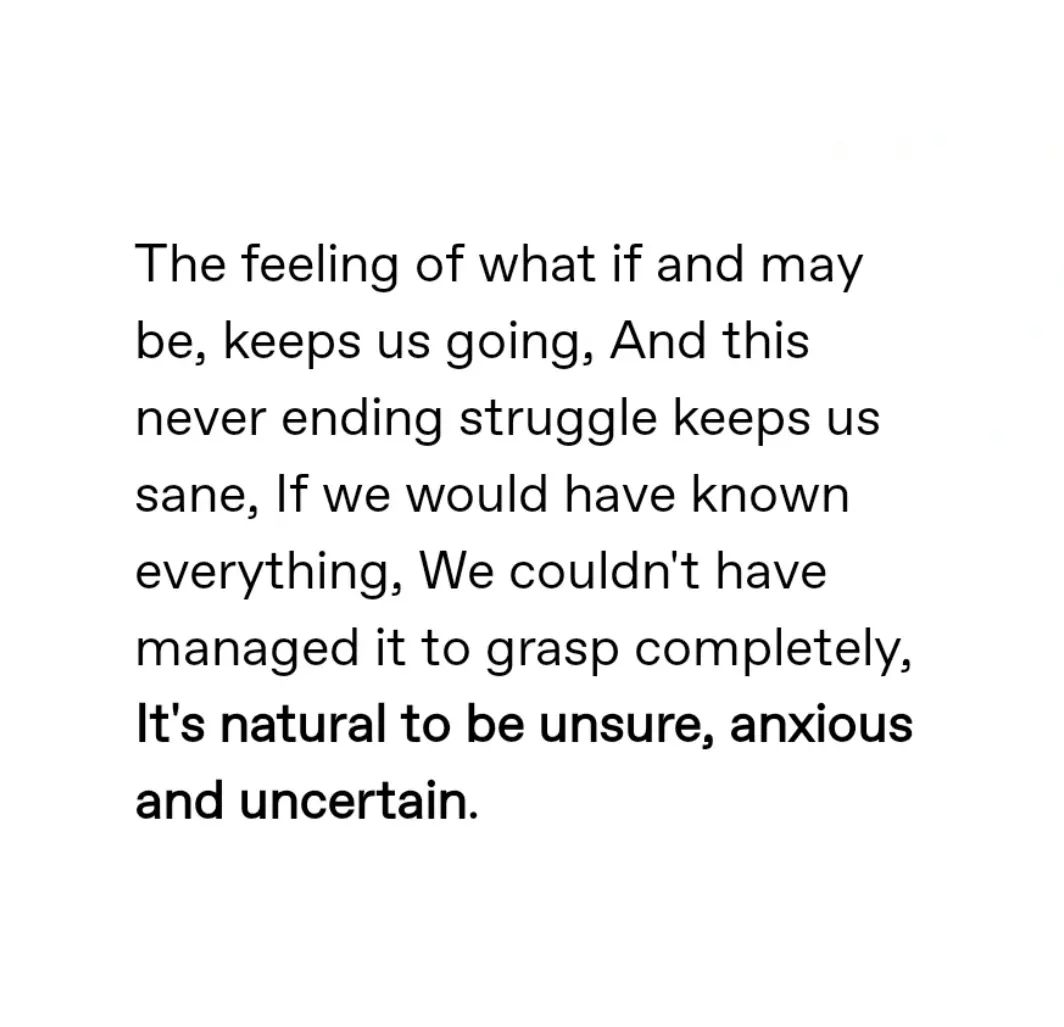 The feeling of what if and may
be, keeps us going, And this
never ending struggle keeps us
sane, If we would have known
everything, We couldn't have
managed it to grasp completely,
It's natural to be unsure, anxious
and uncertain.